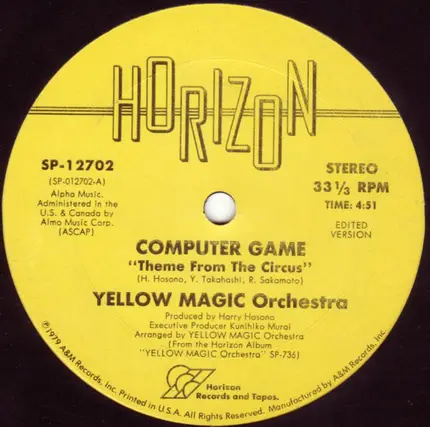 HORIZON
SP-12702
(SP-012702-A)
Alpha Music.
Administered in the
U.S. & Canada by
Almo Music Corp.
(ASCAP)
STEREO
33 1/3 RPM
TIME: 4:51
EDITED
VERSION
COMPUTER GAME
"Theme From The Circus"
(H. Hosono, Y. Takahashi, R. Sakamoto)
YELLOW MAGIC Orchestra
Produced by Harry Hosono
Executive Producer Kunihiko Murai
Arranged by YELLOW MAGIC Orchestra
(From the Horizon Album
"YELLOW MAGIC Orchestra" SP-736)
Horizon
Records and Tapes.
℗1979 A&M Records, Inc. Printed in U.S.A. All Rights Reserved. Manufactured by A&M Records, Inc.